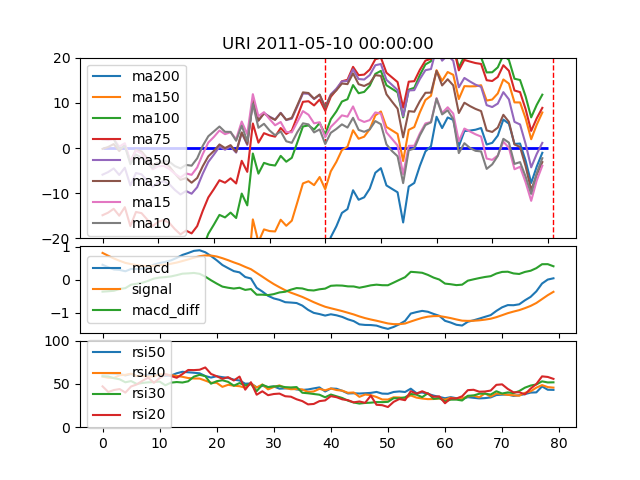 URI 2011-05-10 00:00:00
20
10
0
−10
−20
ma200
ma150
ma100
ma75
ma50
ma35
ma15
ma10
1
0
−1
macd
signal
macd_diff
100
50
0
rsi50
rsi40
rsi30
rsi20
0 10 20 30 40 50 60 70 80